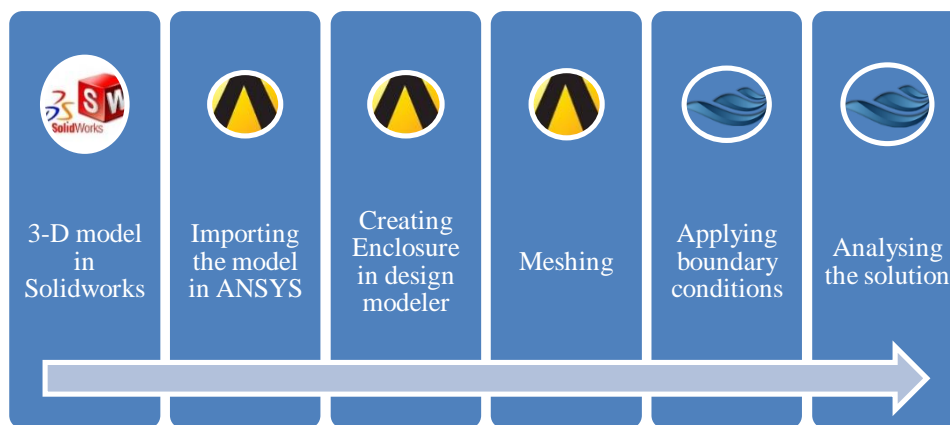 SW
SolidWorks
3-D model
in
Solidworks
Importing
the model
in ANSYS
Creating
Enclosure
in design
modeler
Meshing
Applying
boundary
conditions
Analysing
the solution